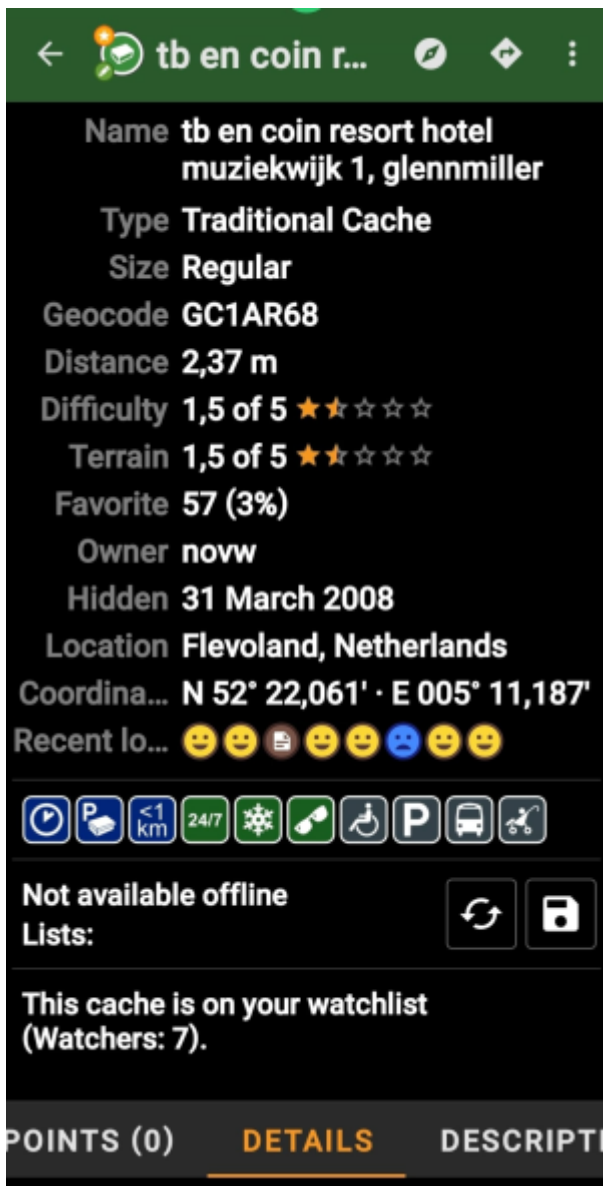 tb en coin r...
Name tb en coin resort hotel
muziekwijk 1, glennmiller
Type Traditional Cache
Size Regular
Geocode GC1AR68
Distance 2,37 m
Difficulty 1,5 of 5
Terrain 1,5 of 5
Favorite 57 (3%)
Owner novw
Hidden 31 March 2008
Location Flevoland, Netherlands
Coordina... N 52° 22,061' · E 005° 11,187'
Recent lo...
P <1 km 24/7 P
Not available offline
Lists:
This cache is on your watchlist
(Watchers: 7).
POINTS (0) DETAILS DESCRIPTI